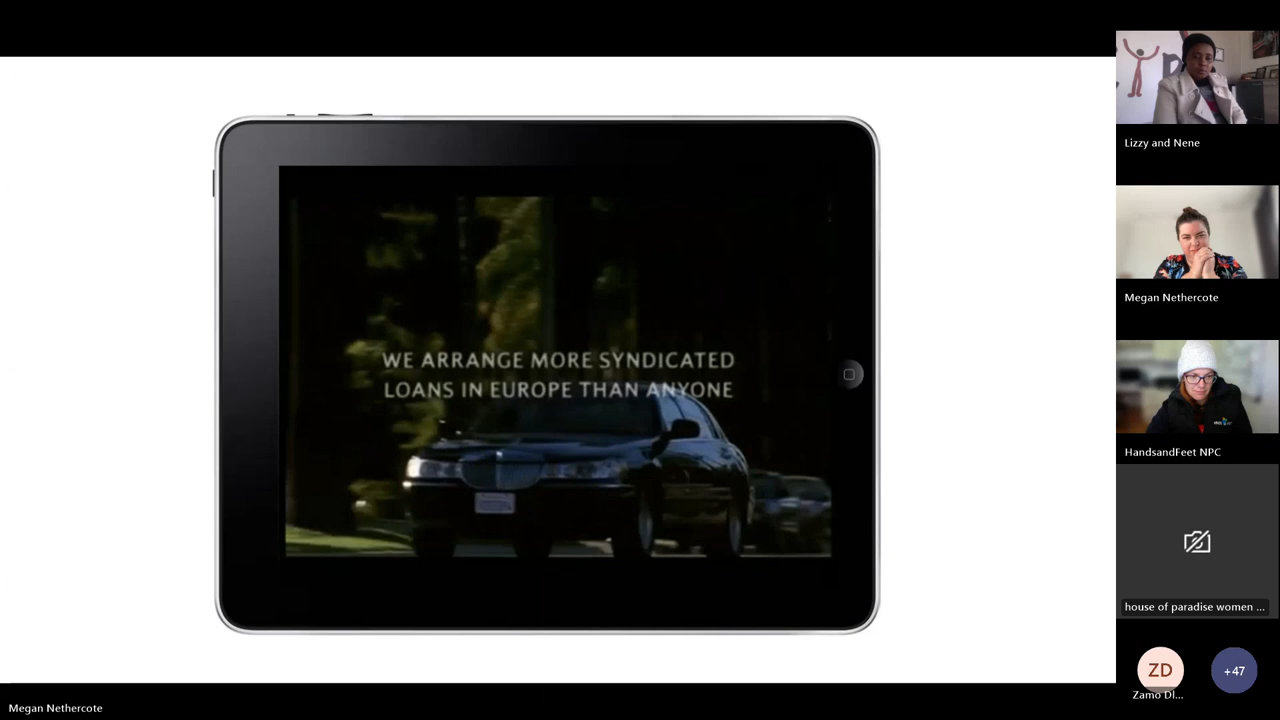 WE ARRANGE MORE SYNDICATED
LOANS IN EUROPE THAN ANYONE
Lizzy and Nene
Megan Nethercote
HandsandFeet NPC
house of paradise women ...
ZD
+47
Zamo Dl...
Megan Nethercote